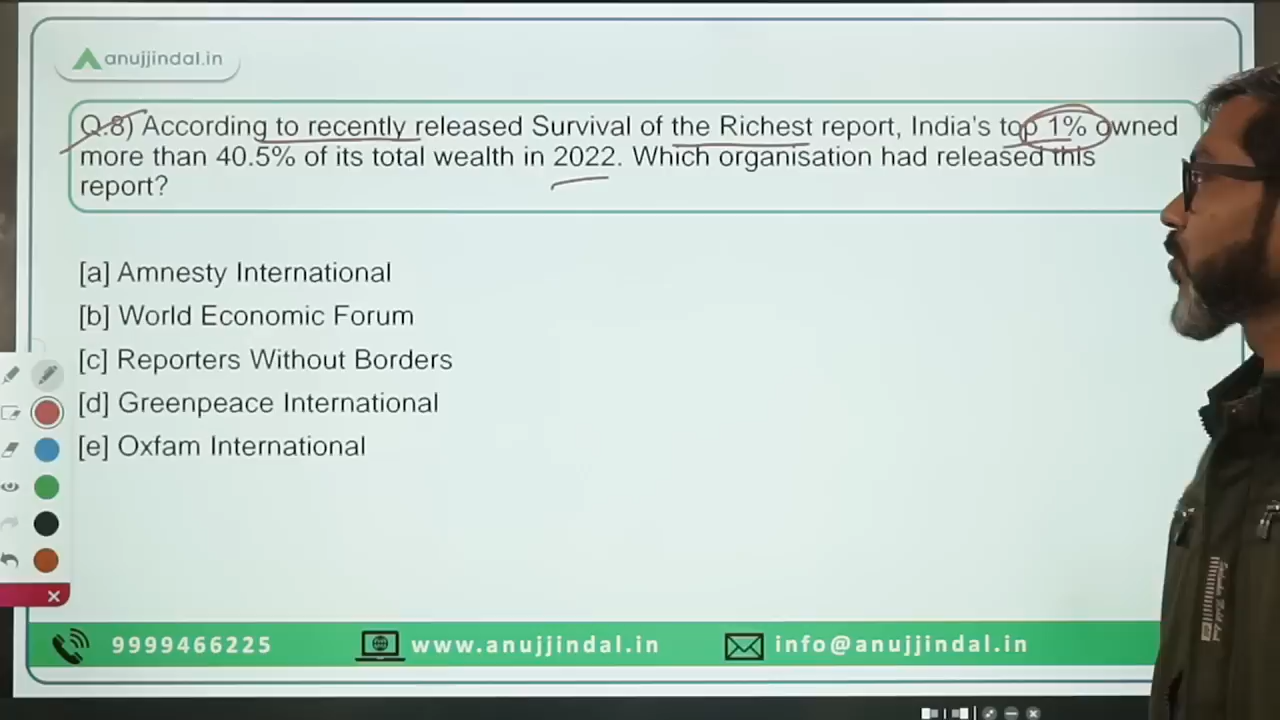 anujjindal.in
Q.8) According to recently released Survival of the Richest report, India's top 1% owned
more than 40.5% of its total wealth in 2022. Which organisation had released this
report?
[a] Amnesty International
[b] World Economic Forum
[c] Reporters Without Borders
[d] Greenpeace International
[e] Oxfam International
9999466225
www.anujjindal.in
info@anujjindal.in